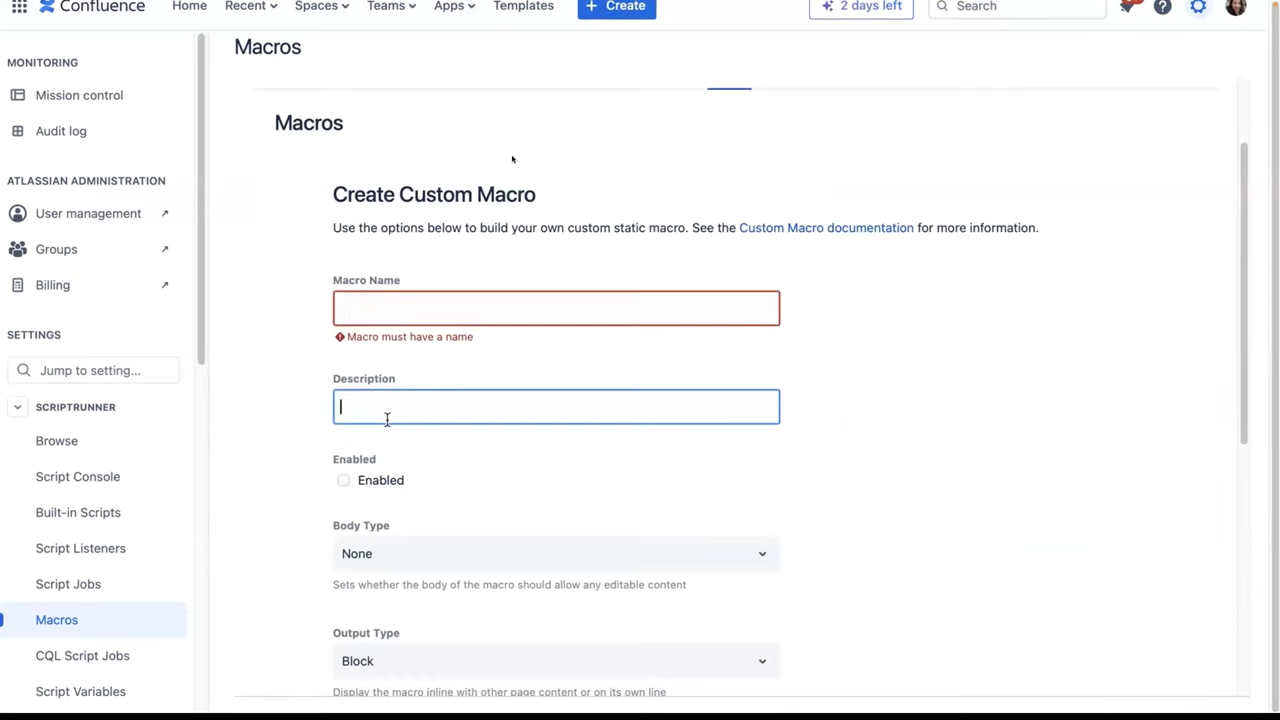 Confluence
Home
Recent
Spaces
Teams
Apps
Templates
+ Create
2 days left
Search
MONITORING
Mission control
Audit log
ATLASSIAN ADMINISTRATION
User management
Groups
Billing
SETTINGS
Jump to setting...
SCRIPTRUNNER
Browse
Script Console
Built-in Scripts
Script Listeners
Script Jobs
Macros
CQL Script Jobs
Script Variables
Macros
Macros
Create Custom Macro
Use the options below to build your own custom static macro. See the Custom Macro documentation for more information.
Macro Name
Macro must have a name
Description
Enabled
Enabled
Body Type
None
Sets whether the body of the macro should allow any editable content
Output Type
Block
Display the macro inline with other page content or on its own line